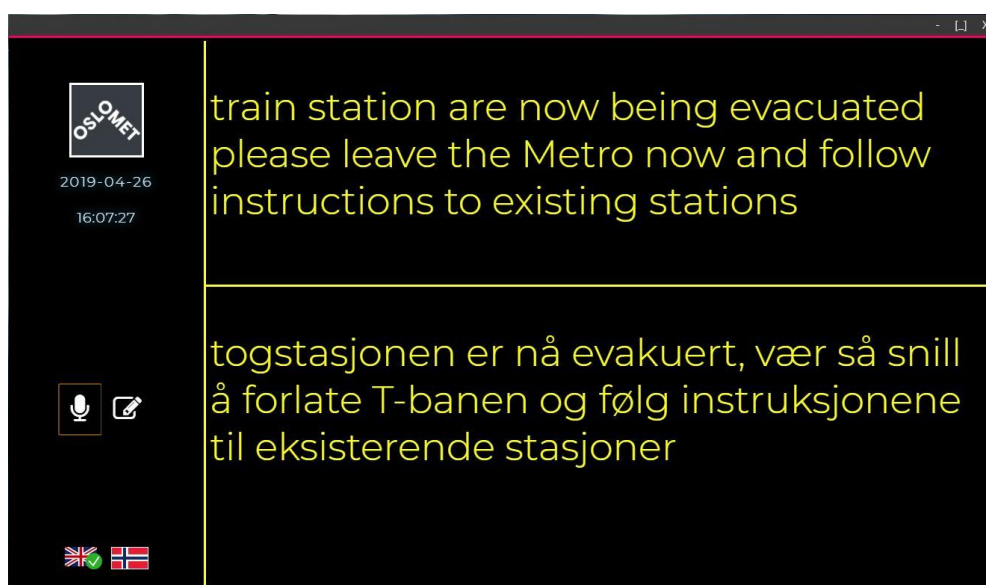 - [_] X
OSLOMET
2019-04-26
16:07:27
train station are now being evacuated
please leave the Metro now and follow
instructions to existing stations
togstasjonen er nå evakuert, vær så snill
å forlate T-banen og følg instruksjonene
til eksisterende stasjoner